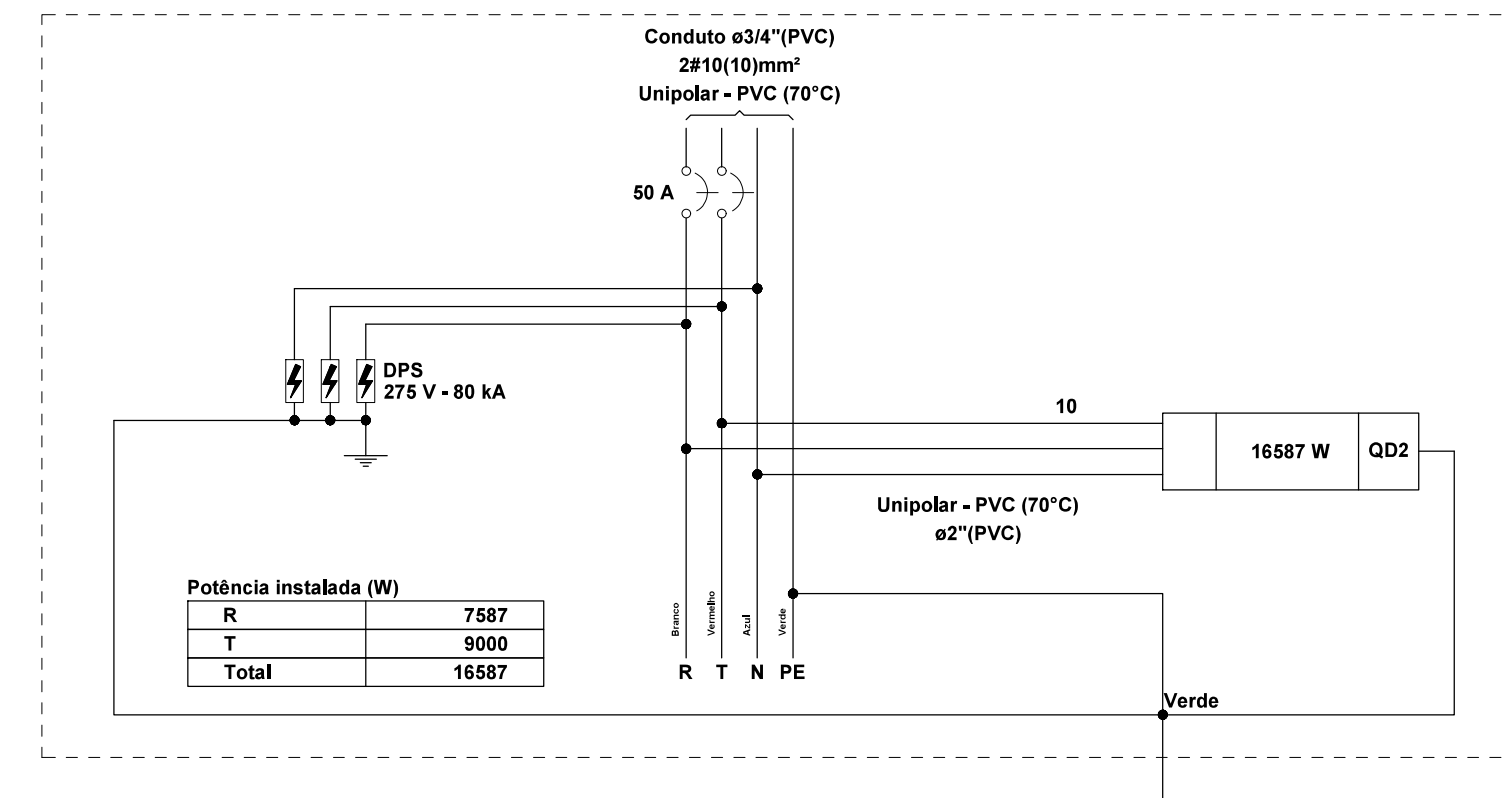 Conduto ø3/4"(PVC)
2#10(10)mm²
Unipolar - PVC (70°C)
50 A
DPS
275 V - 80 kA
10
16587 W
QD2
Unipolar - PVC (70°C)
ø2"(PVC)
Potência instalada (W)
R 7587
T 9000
Total 16587
Branco
Vermelho
Azul
Verde
R T N PE
Verde